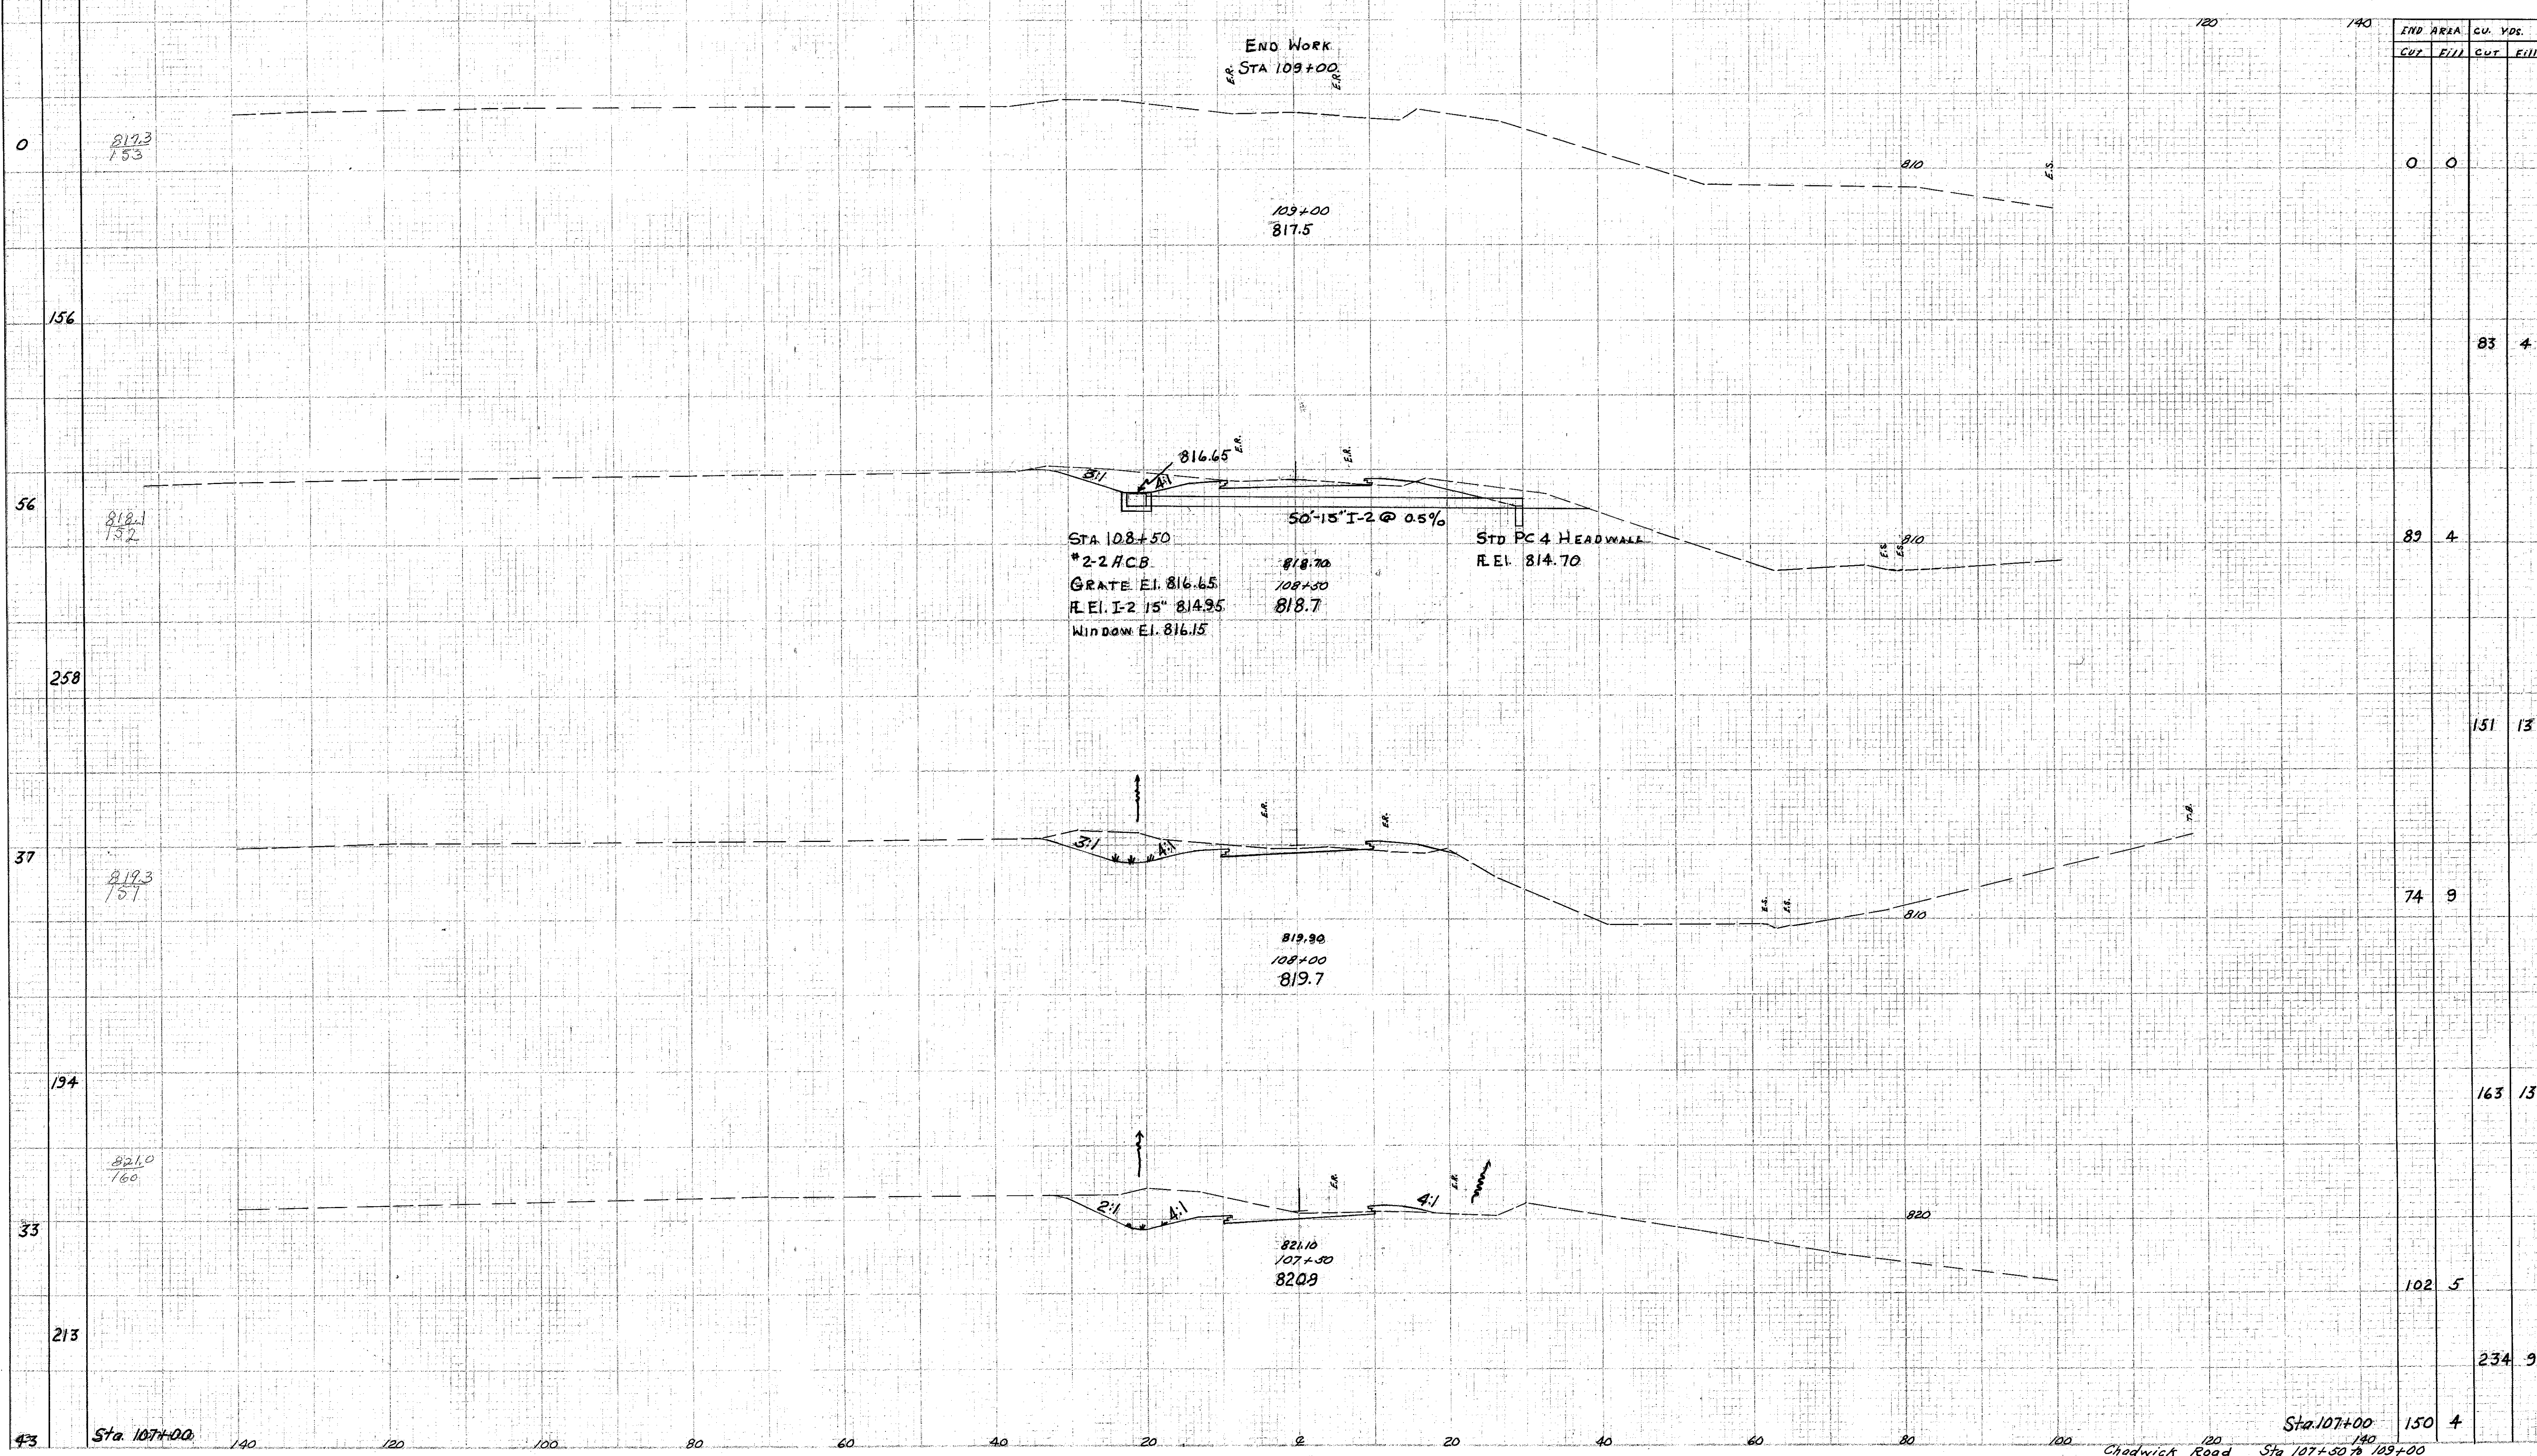 120 140
END AREA CU. YDS.
CUT Fill CUT Fill
END WORK
STA 109+00
E.R. E.R.
0
817.3
153
810
E.S.
0 0
109+00
817.5
156
83 4
816.65
E.R. E.R.
3:1 4:1
56
818.1
152
50'-15" I-2 @ 0.5%
STA 108+50
#2-2 A.C.B.
GRATE El. 816.65
FL El. I-2 15" 814.95
Window El. 816.15
818.70
108+50
818.7
STD PC 4 HEADWALL
FL El. 814.70
E.S. E.S.
810
89 4
258
151 13
E.R. E.R.
T.B.
3:1 4:1
37
819.3
157
E.S. E.S.
810
74 9
819.90
108+00
819.7
194
163 13
821.0
160
E.R. E.R.
2:1 4:1 4:1
33
820
821.10
107+50
820.9
102 5
213
234 9
43
Sta. 107+00
Sta. 107+00
150 4
140 120 100 80 60 40 20 ℄ 20 40 60 80 100 120 140
Chadwick Road Sta 107+50 to 109+00